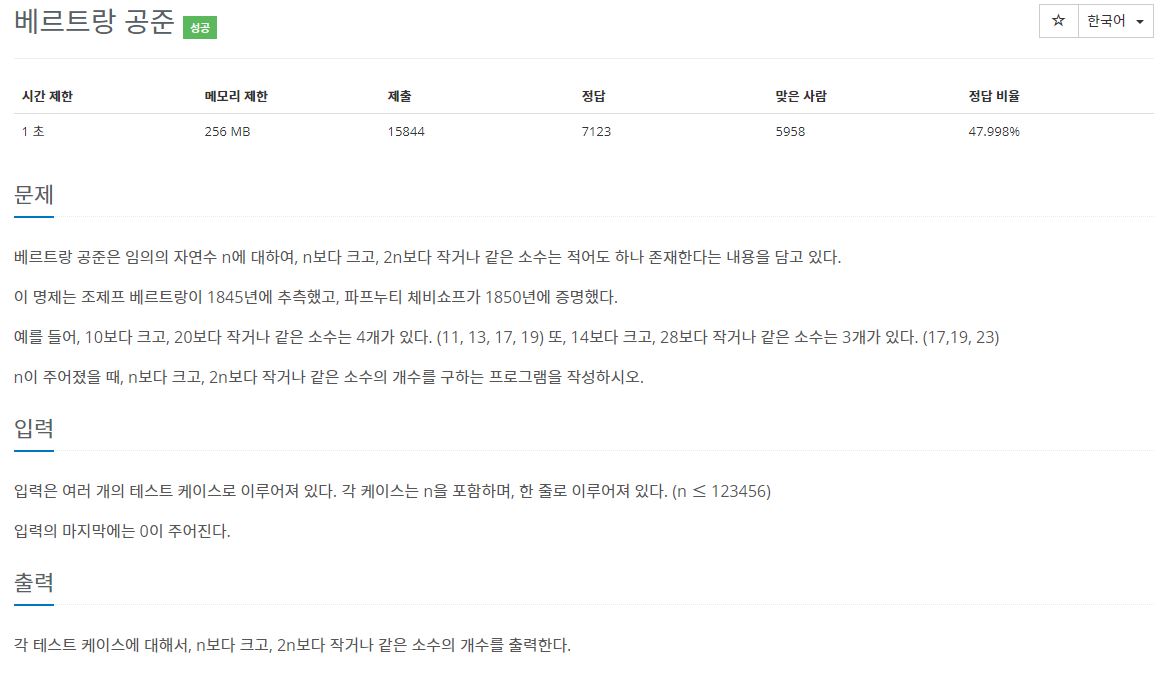 베르트랑 공준 성공
한국어
시간 제한 메모리 제한 제출 정답 맞은 사람 정답 비율
1 초 256 MB 15844 7123 5958 47.998%
문제
베르트랑 공준은 임의의 자연수 n에 대하여, n보다 크고, 2n보다 작거나 같은 소수는 적어도 하나 존재한다는 내용을 담고 있다.
이 명제는 조제프 베르트랑이 1845년에 추측했고, 파프누티 체비쇼프가 1850년에 증명했다.
예를 들어, 10보다 크고, 20보다 작거나 같은 소수는 4개가 있다. (11, 13, 17, 19) 또, 14보다 크고, 28보다 작거나 같은 소수는 3개가 있다. (17,19, 23)
n이 주어졌을 때, n보다 크고, 2n보다 작거나 같은 소수의 개수를 구하는 프로그램을 작성하시오.
입력
입력은 여러 개의 테스트 케이스로 이루어져 있다. 각 케이스는 n을 포함하며, 한 줄로 이루어져 있다. (n ≤ 123456)
입력의 마지막에는 0이 주어진다.
출력
각 테스트 케이스에 대해서, n보다 크고, 2n보다 작거나 같은 소수의 개수를 출력한다.